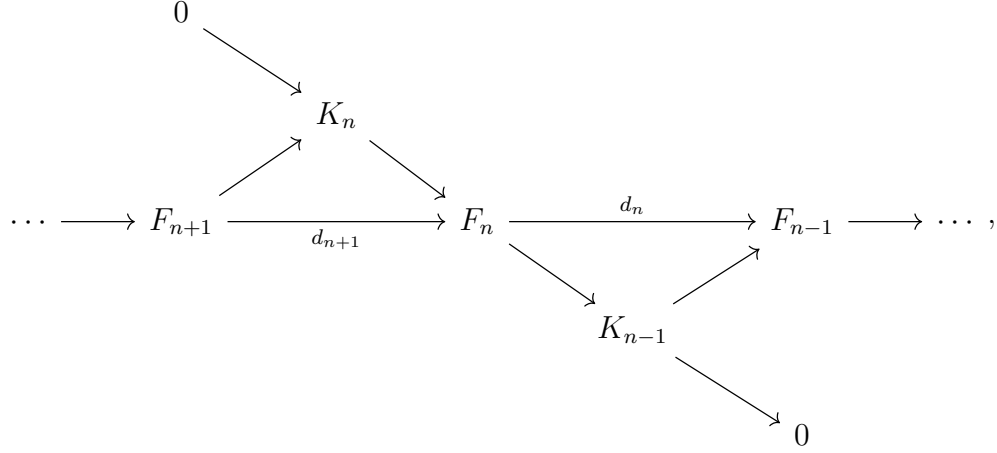 0
K_n
⋯ F_{n+1} d_{n+1} F_n d_n F_{n-1} ⋯ ,
K_{n-1}
0